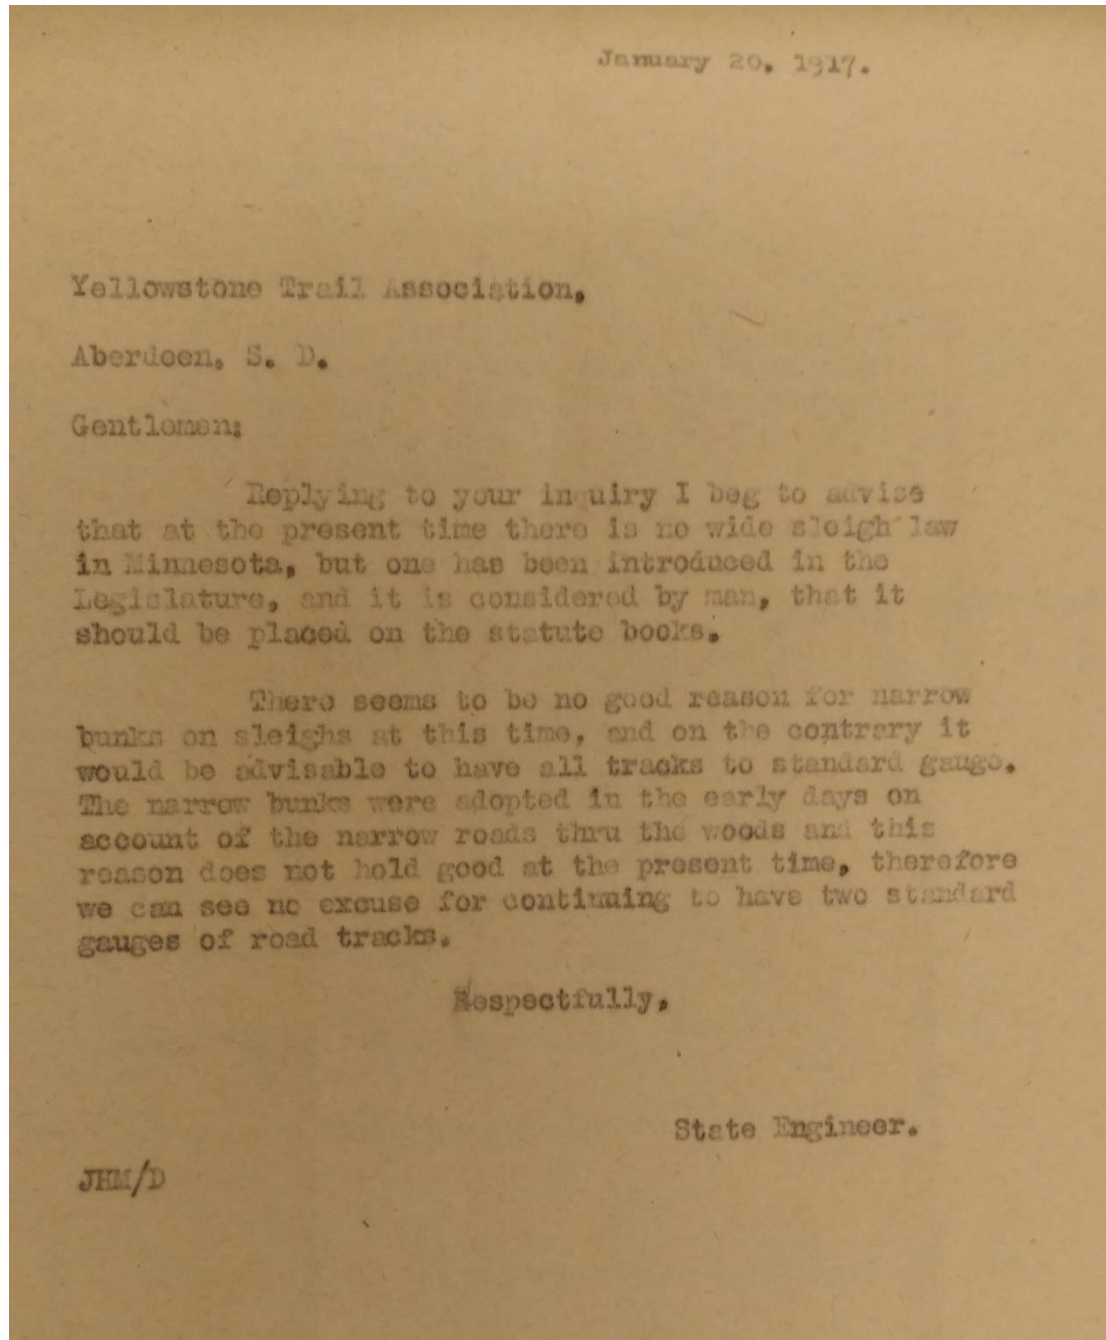 January 20. 1917.
Yellowstone Trail Association,
Aberdeen, S. D.
Gentlemen:
Replying to your inquiry I beg to advise
that at the present time there is no wide sleigh law
in Minnesota, but one has been introduced in the
Legislature, and it is considered by man, that it
should be placed on the statute books.
There seems to be no good reason for narrow
bunks on sleighs at this time, and on the contrary it
would be advisable to have all tracks to standard gauge.
The narrow bunks were adopted in the early days on
account of the narrow roads thru the woods and this
reason does not hold good at the present time, therefore
we can see no excuse for continuing to have two standard
gauges of road tracks.
Respectfully,
State Engineer.
JHM/D